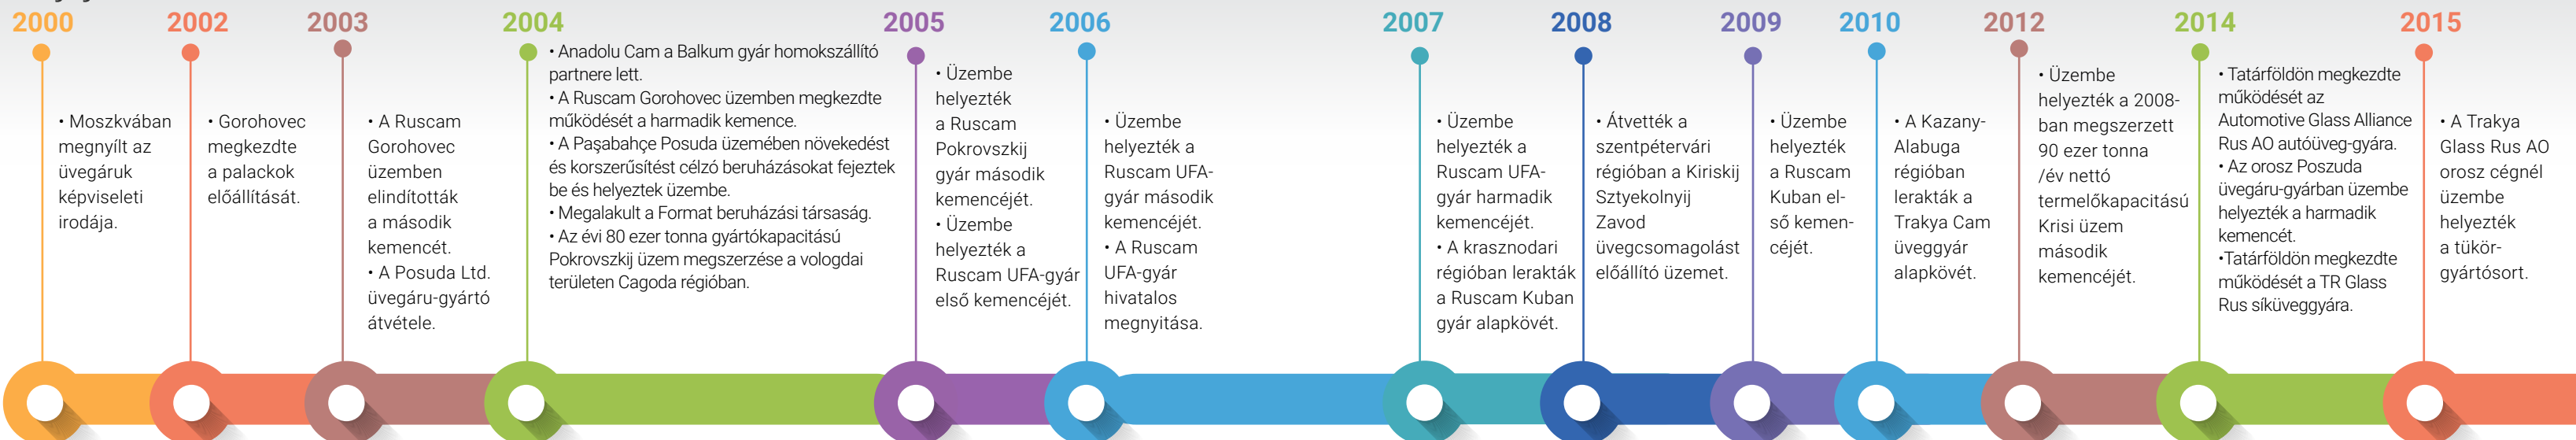 2000
• Moszkvában
megnyílt az
üvegáruk
képviseleti
irodája.
2002
• Gorohovec
megkezdte
a palackok
előállítását.
2003
• A Ruscam
Gorohovec
üzemben
elindították
a második
kemencét.
• A Posuda Ltd.
üvegáru-gyártó
átvétele.
2004
• Anadolu Cam a Balkum gyár homokszállító
partnere lett.
• A Ruscam Gorohovec üzemben megkezdte
működését a harmadik kemence.
• A Paşabahçe Posuda üzemében növekedést
és korszerűsítést célzó beruházásokat fejeztek
be és helyeztek üzembe.
• Megalakult a Format beruházási társaság.
• Az évi 80 ezer tonna gyártókapacitású
Pokrovszkij üzem megszerzése a vologdai
területen Cagoda régióban.
2005
• Üzembe
helyezték
a Ruscam
Pokrovszkij
gyár második
kemencéjét.
• Üzembe
helyezték a
Ruscam UFA-gyár
első kemencéjét.
2006
• Üzembe
helyezték a
Ruscam UFA-
gyár második
kemencéjét.
• A Ruscam
UFA-gyár
hivatalos
megnyitása.
2007
• Üzembe
helyezték a
Ruscam UFA-
gyár harmadik
kemencéjét.
• A krasznodari
régióban lerakták
a Ruscam Kuban
gyár alapkövét.
2008
• Átvették a
szentpétervári
régióban a Kiriskij
Sztyekolnyij
Zavod
üvegcsomagolást
előállító üzemet.
2009
• Üzembe
helyezték
a Ruscam
Kuban el-
ső kemen-
céjét.
2010
• A Kazany-
Alabuga
régióban
lerakták a
Trakya Cam
üveggyár
alapkövét.
2012
• Üzembe
helyezték a 2008-
ban megszerzett
90 ezer tonna
/év nettó
termelőkapacitású
Krisi üzem
második
kemencéjét.
2014
• Tatárföldön megkezdte
működését az
Automotive Glass Alliance
Rus AO autóüveg-gyára.
• Az orosz Poszuda
üvegáru-gyárban üzembe
helyezték a harmadik
kemencét.
•Tatárföldön megkezdte
működését a TR Glass
Rus síküveggyára.
2015
• A Trakya
Glass Rus AO
orosz cégnél
üzembe
helyezték
a tükör-
gyártósort.